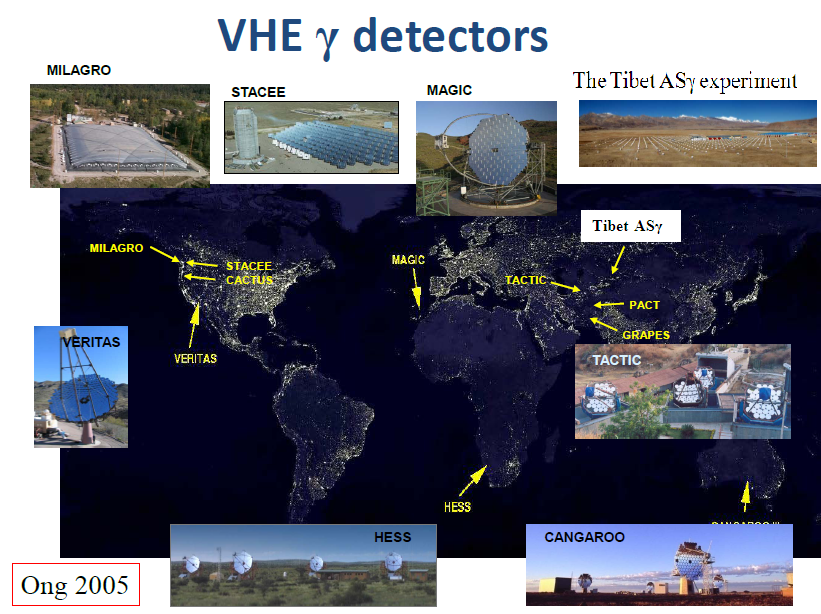 VHE γ detectors
MILAGRO
STACEE
MAGIC
The Tibet ASγ experiment
Tibet ASγ
MILAGRO
STACEE
CACTUS
MAGIC
TACTIC
PACT
GRAPES
VERITAS
VERITAS
TACTIC
HESS
HESS
CANGAROO
Ong 2005